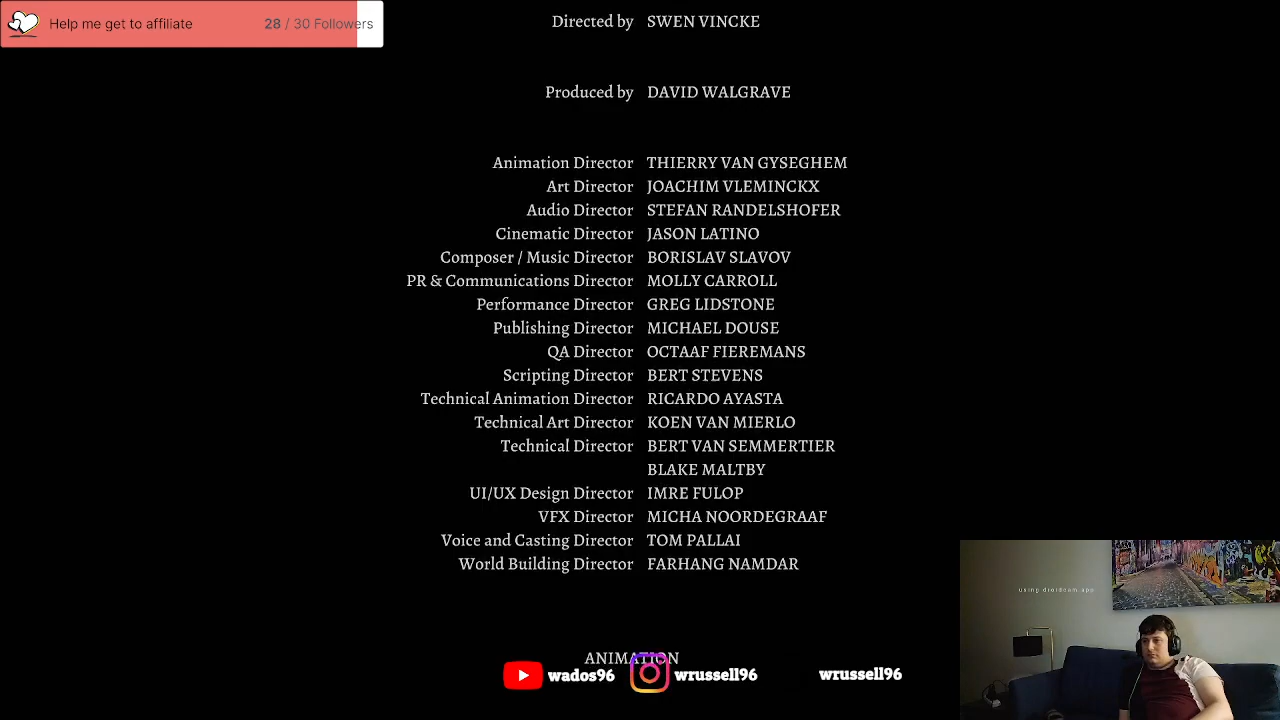 Help me get to affiliate 28 / 30 Followers
Directed by SWEN VINCKE
Produced by DAVID WALGRAVE
Animation Director THIERRY VAN GYSEGHEM
Art Director JOACHIM VLEMINCKX
Audio Director STEFAN RANDELSHOFER
Cinematic Director JASON LATINO
Composer / Music Director BORISLAV SLAVOV
PR & Communications Director MOLLY CARROLL
Performance Director GREG LIDSTONE
Publishing Director MICHAEL DOUSE
QA Director OCTAAF FIEREMANS
Scripting Director BERT STEVENS
Technical Animation Director RICARDO AYASTA
Technical Art Director KOEN VAN MIERLO
Technical Director BERT VAN SEMMERTIER
BLAKE MALTBY
UI/UX Design Director IMRE FULOP
VFX Director MICHA NOORDEGRAAF
Voice and Casting Director TOM PALLAI
World Building Director FARHANG NAMDAR
using droidcam.app
ANIMATION
wados96 wrussell96 wrussell96